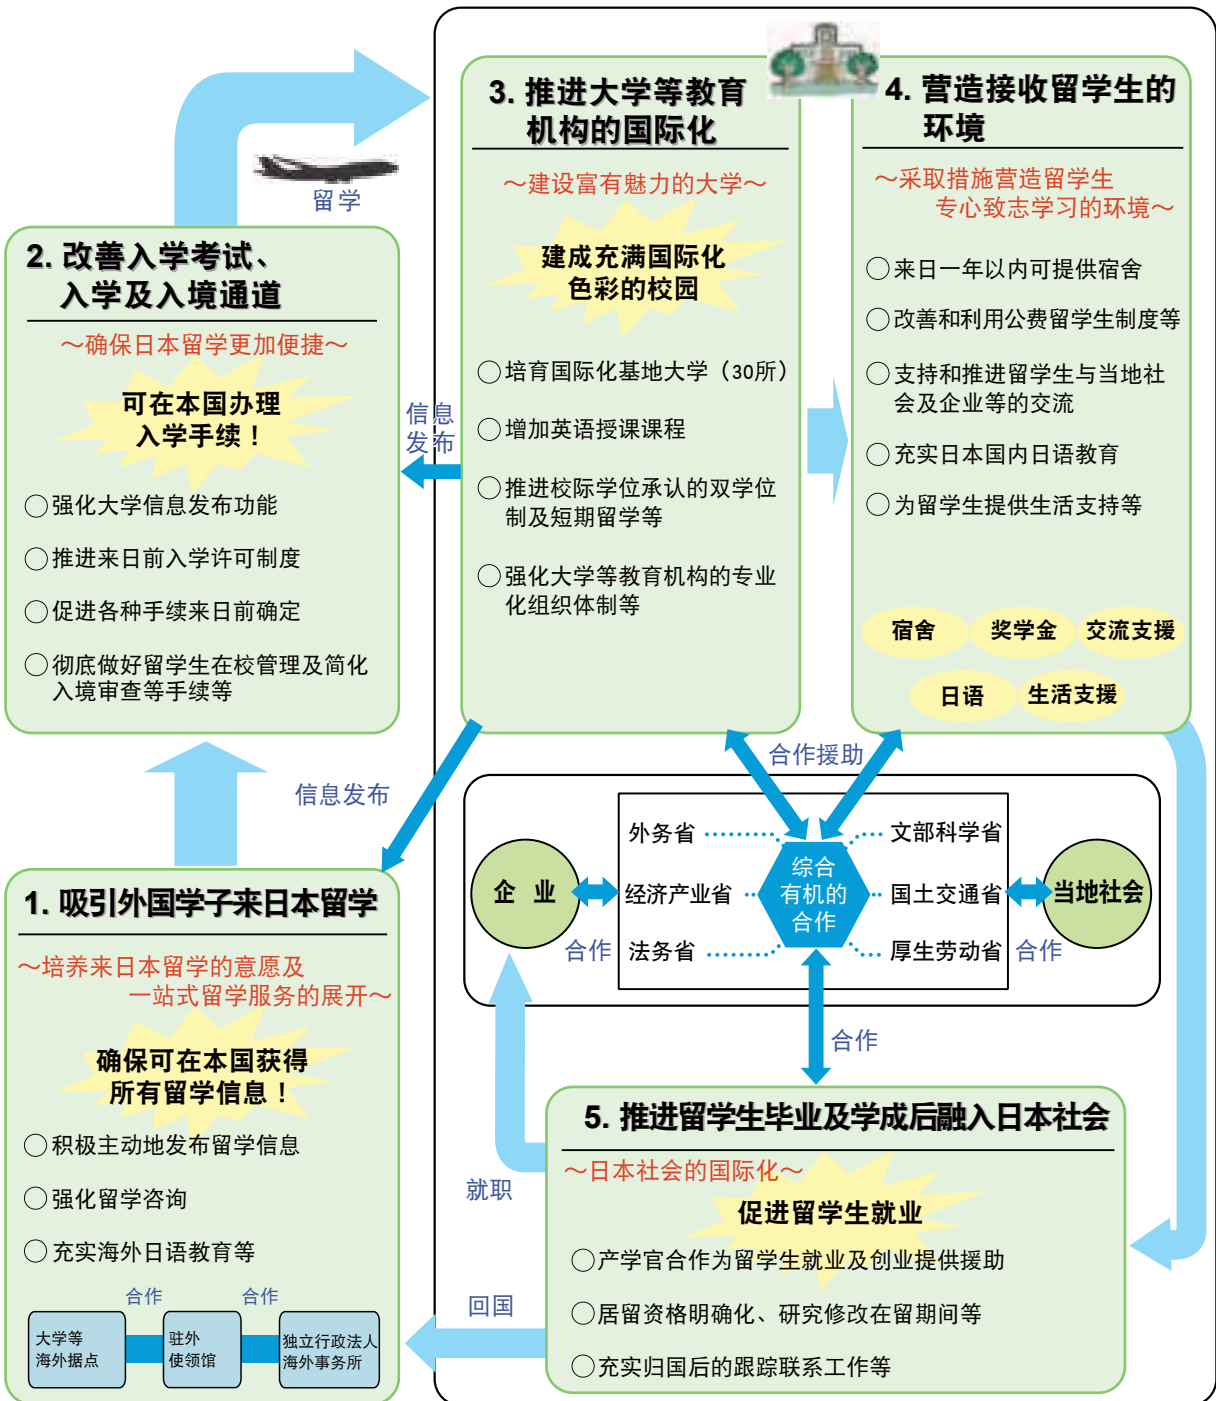 3. 推进大学等教育
机构的国际化
～建设富有魅力的大学～
建成充满国际化
色彩的校园
○培育国际化基地大学（30所）
○增加英语授课课程
○推进校际学位承认的双学位
制及短期留学等
○强化大学等教育机构的专业
化组织体制等
4. 营造接收留学生的
环境
～采取措施营造留学生
专心致志学习的环境～
○来日一年以内可提供宿舍
○改善和利用公费留学生制度等
○支持和推进留学生与当地社
会及企业等的交流
○充实日本国内日语教育
○为留学生提供生活支持等
宿舍
奖学金
交流支援
日语
生活支援
留学
2. 改善入学考试、
入学及入境通道
～确保日本留学更加便捷～
可在本国办理
入学手续！
○强化大学信息发布功能
○推进来日前入学许可制度
○促进各种手续来日前确定
○彻底做好留学生在校管理及简化
入境审查等手续等
信息
发布
信息发布
合作援助
外务省
经济产业省
法务省
综合
有机的
合作
文部科学省
国土交通省
厚生劳动省
企 业
合作
当地社会
合作
合作
1. 吸引外国学子来日本留学
～培养来日本留学的意愿及
一站式留学服务的展开～
确保可在本国获得
所有留学信息！
○积极主动地发布留学信息
○强化留学咨询
○充实海外日语教育等
合作
合作
大学等
海外据点
驻外
使领馆
独立行政法人
海外事务所
就职
回国
5. 推进留学生毕业及学成后融入日本社会
～日本社会的国际化～
促进留学生就业
○产学官合作为留学生就业及创业提供援助
○居留资格明确化、研究修改在留期间等
○充实归国后的跟踪联系工作等